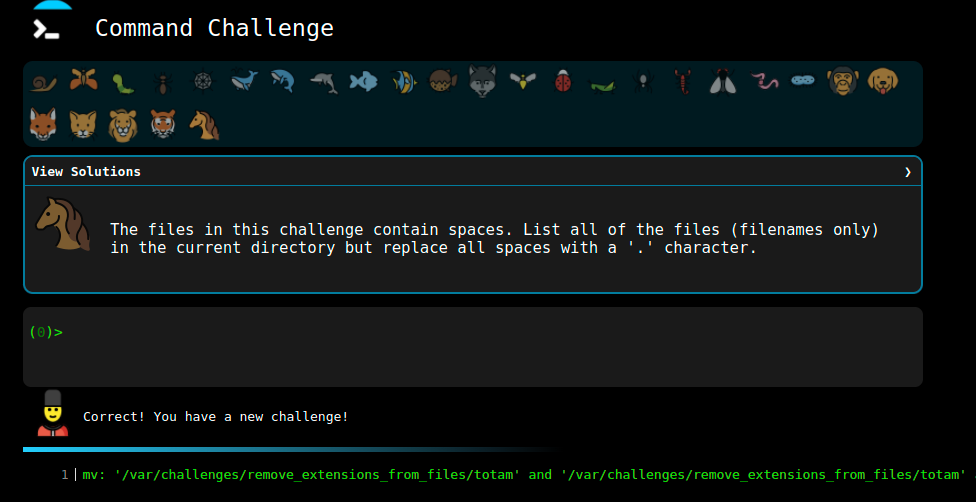 Command Challenge
View Solutions
The files in this challenge contain spaces. List all of the files (filenames only)
in the current directory but replace all spaces with a '.' character.
(0)>
Correct! You have a new challenge!
1 mv: '/var/challenges/remove_extensions_from_files/totam' and '/var/challenges/remove_extensions_from_files/totam'